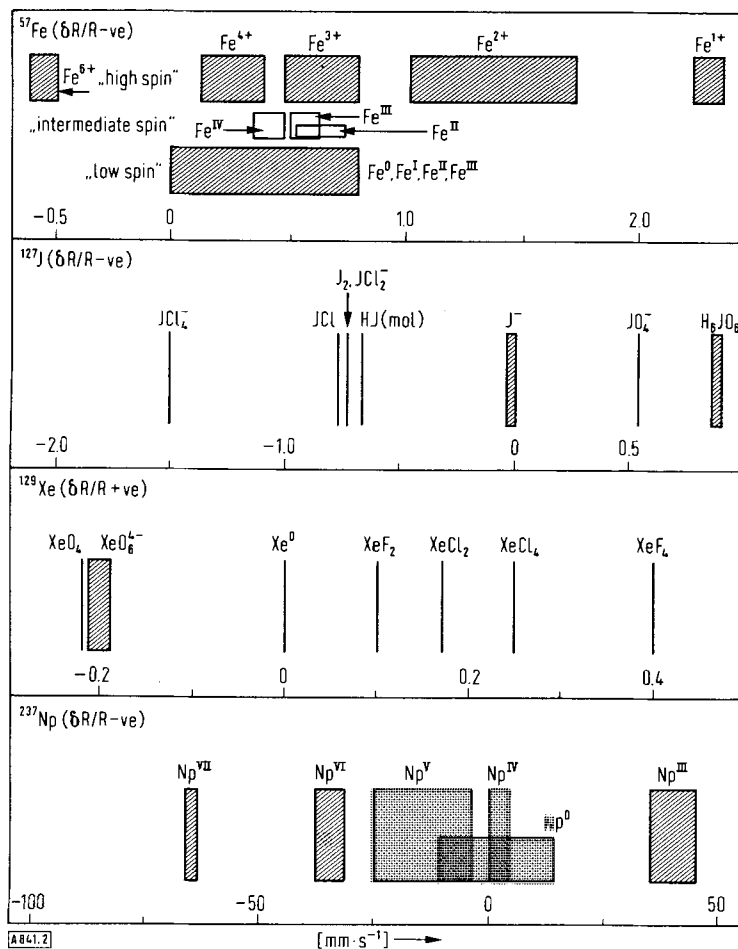 ⁵⁷Fe (δR/R-ve)
Fe⁶⁺ „high spin" Fe⁴⁺ Fe³⁺ Fe²⁺ Fe¹⁺
„intermediate spin" Feᴵⱽ Feᴵᴵᴵ Feᴵᴵ
„low spin" Fe⁰, Feᴵ, Feᴵᴵ, Feᴵᴵᴵ
−0.5 0 1.0 2.0
¹²⁷J (δR/R-ve)
J₂, JCl₂⁻
JCl₄⁻ JCl HJ(mol) J⁻ JO₄⁻ H₆JO₆
−2.0 −1.0 0 0.5
¹²⁹Xe (δR/R+ve)
XeO₄ XeO₆⁴⁻ Xe⁰ XeF₂ XeCl₂ XeCl₄ XeF₄
−0.2 0 0.2 0.4
²³⁷Np (δR/R-ve)
Npⱽᴵᴵ Npⱽᴵ Npⱽ Npᴵⱽ Npᴵᴵᴵ
Np⁰
-100 −50 0 50
A841.2 [mm·s⁻¹]